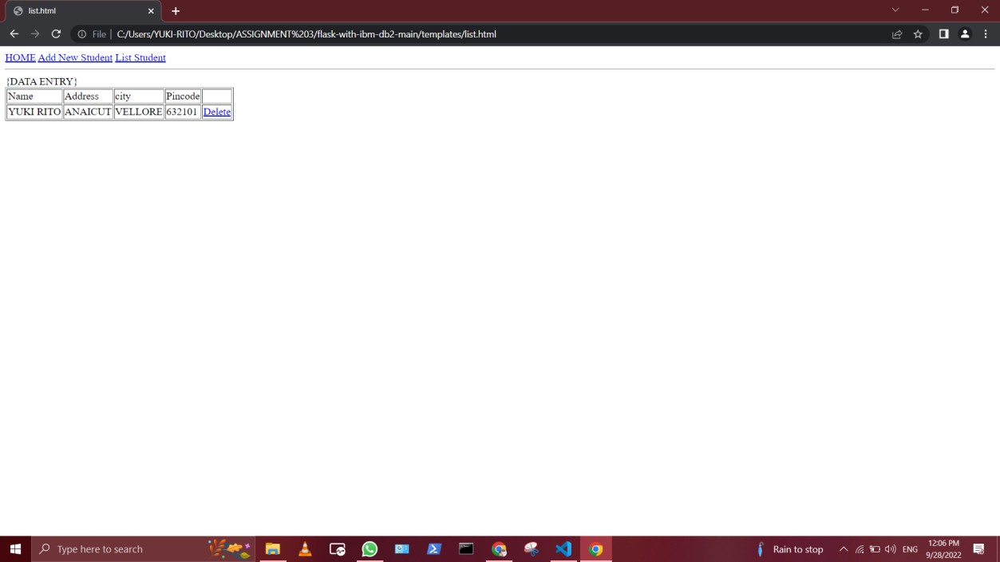 list.html
File C:/Users/YUKI-RITO/Desktop/ASSIGNMENT%203/flask-with-ibm-db2-main/templates/list.html
HOME Add New Student List Student
{DATA ENTRY}
Name Address city Pincode
YUKI RITO ANAICUT VELLORE 632101 Delete
Type here to search
Rain to stop
ENG
12:06 PM
9/28/2022